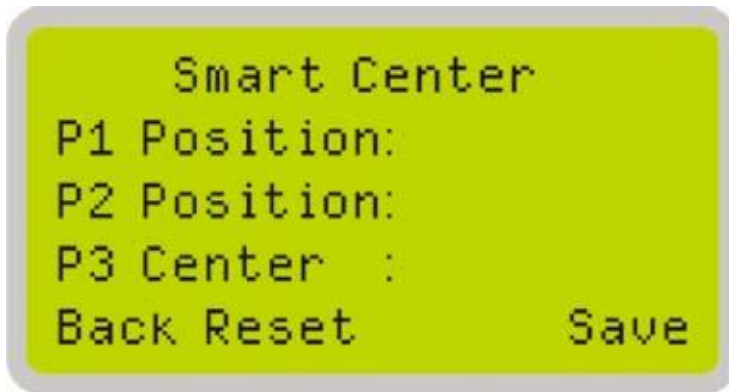 Smart Center
P1 Position:
P2 Position:
P3 Center :
Back Reset Save